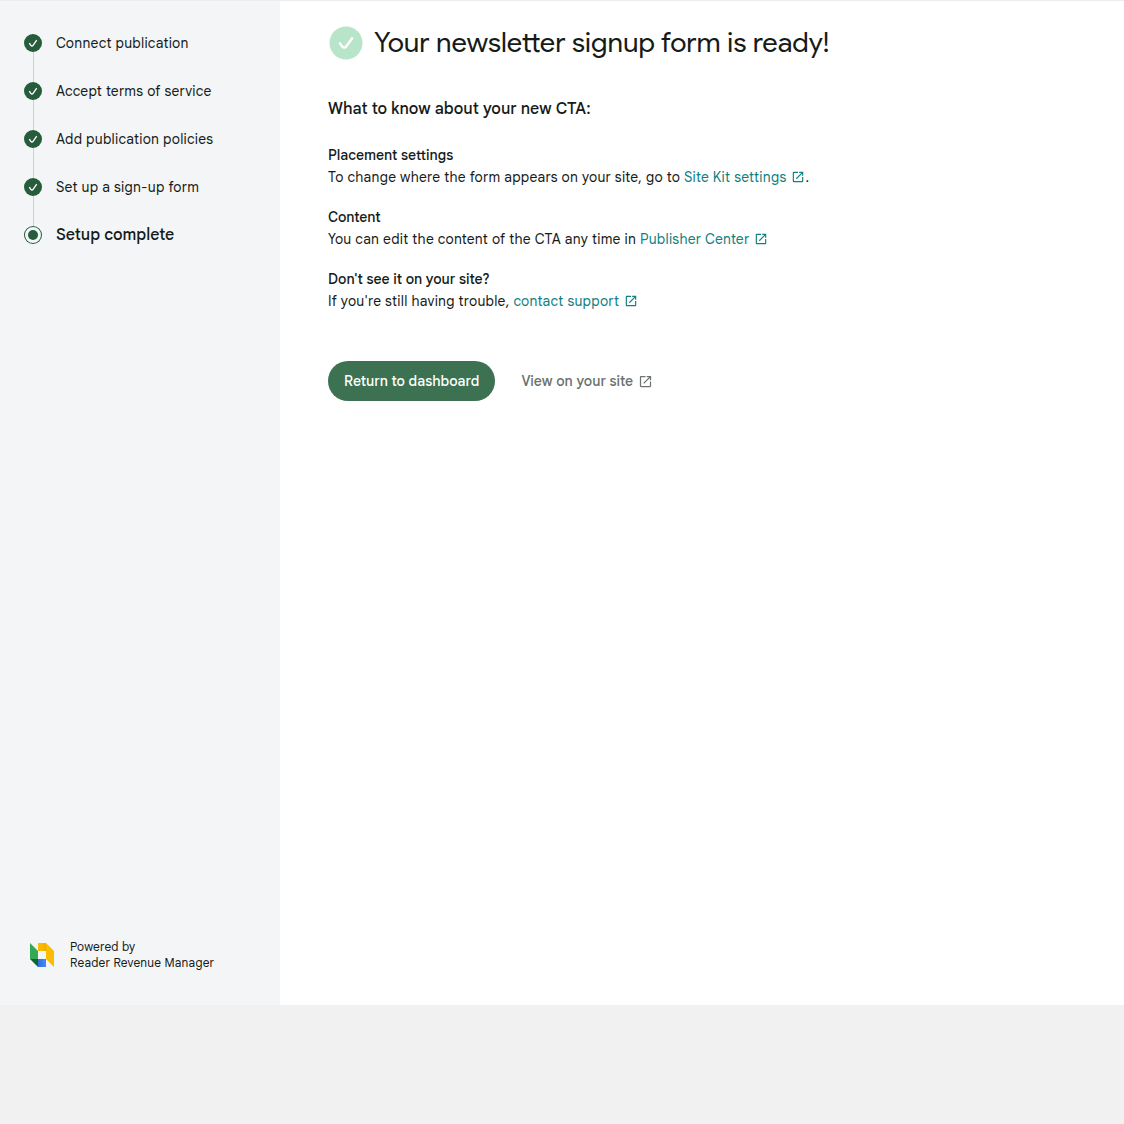 Connect publication
Accept terms of service
Add publication policies
Set up a sign-up form
Setup complete
Powered by
Reader Revenue Manager
Your newsletter signup form is ready!
What to know about your new CTA:
Placement settings
To change where the form appears on your site, go to Site Kit settings .
Content
You can edit the content of the CTA any time in Publisher Center
Don't see it on your site?
If you're still having trouble, contact support
Return to dashboard
View on your site